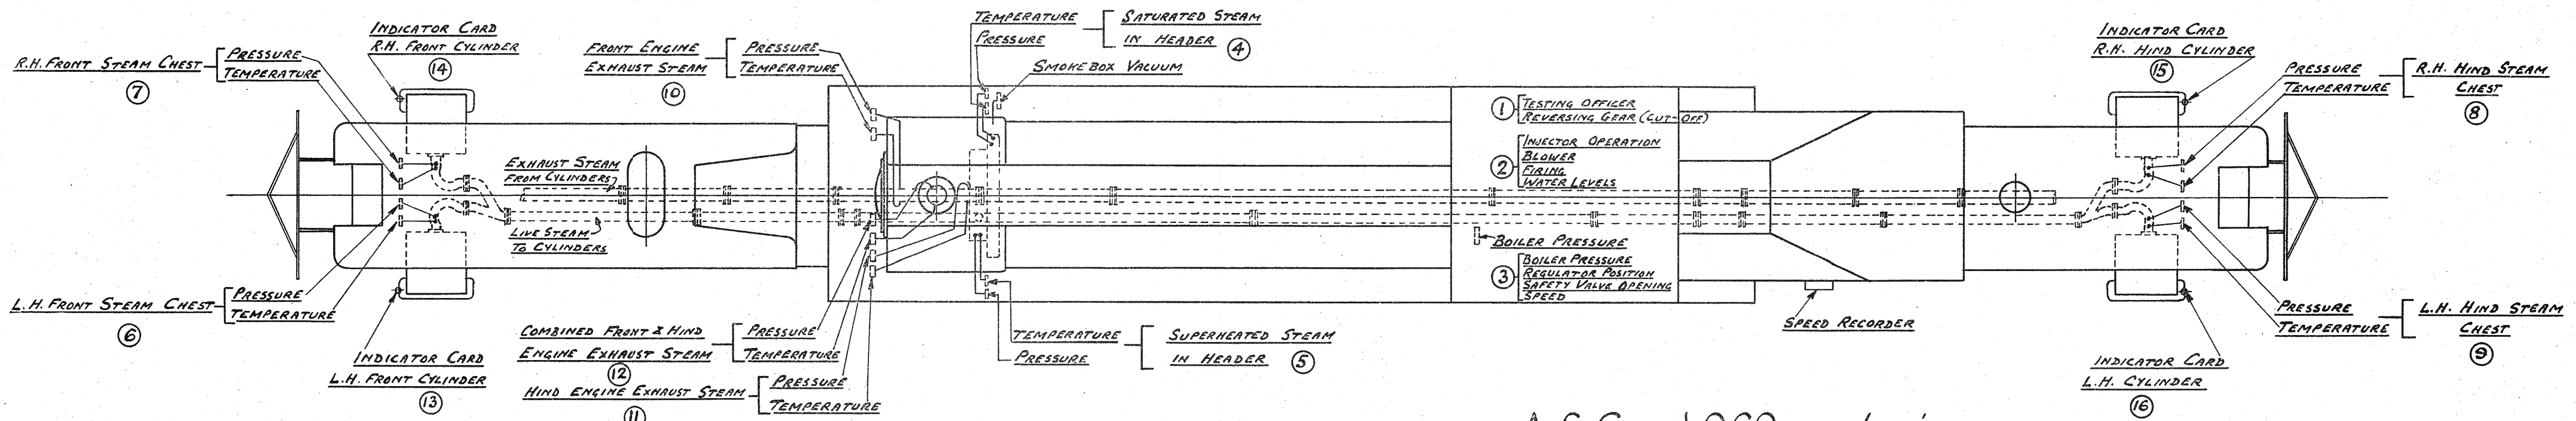 INDICATOR CARD
R.H. FRONT CYLINDER
14
R.H. FRONT STEAM CHEST
7
PRESSURE
TEMPERATURE
FRONT ENGINE
EXHAUST STEAM
10
PRESSURE
TEMPERATURE
TEMPERATURE
PRESSURE
SATURATED STEAM
IN HEADER
4
SMOKEBOX VACUUM
INDICATOR CARD
R.H. HIND CYLINDER
15
PRESSURE
TEMPERATURE
R.H. HIND STEAM
CHEST
8
1
TESTING OFFICER
REVERSING GEAR (CUT-OFF)
2
INJECTOR OPERATION
BLOWER
FIRING
WATER LEVELS
EXHAUST STEAM
FROM CYLINDERS
LIVE STEAM
TO CYLINDERS
BOILER PRESSURE
3
BOILER PRESSURE
REGULATOR POSITION
SAFETY VALVE OPENING
SPEED
L.H. FRONT STEAM CHEST
6
PRESSURE
TEMPERATURE
INDICATOR CARD
L.H. FRONT CYLINDER
13
COMBINED FRONT & HIND
ENGINE EXHAUST STEAM
12
PRESSURE
TEMPERATURE
HIND ENGINE EXHAUST STEAM
11
PRESSURE
TEMPERATURE
TEMPERATURE
PRESSURE
SUPERHEATED STEAM
IN HEADER
5
SPEED RECORDER
PRESSURE
TEMPERATURE
L.H. HIND STEAM
CHEST
9
INDICATOR CARD
L.H. CYLINDER
16